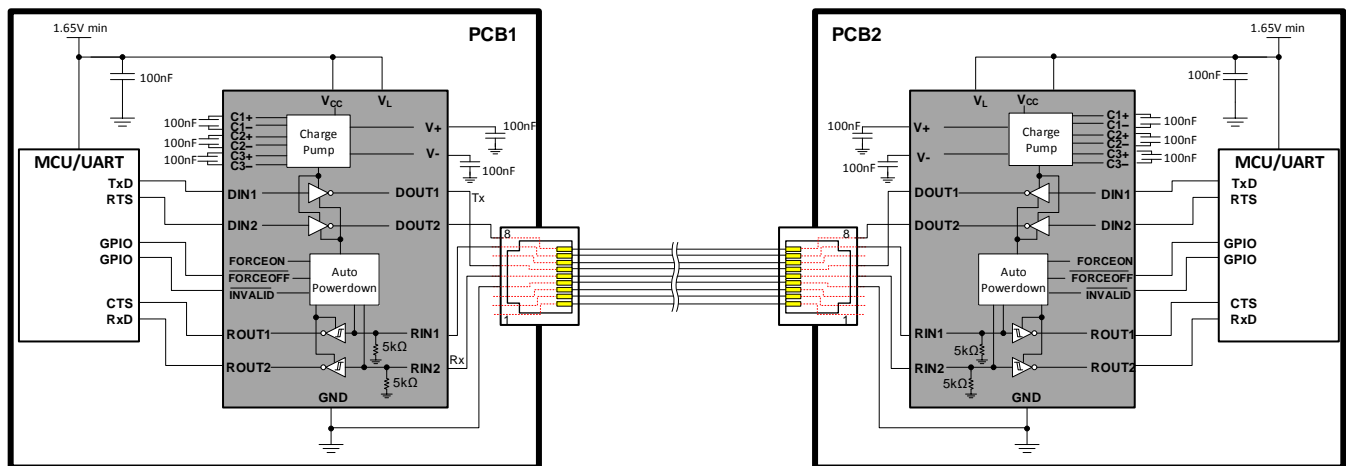 1.65V min
PCB1
100nF
VCC
VL
C1+
C1−
C2+
C2−
C3+
C3−
100nF
100nF
100nF
Charge
Pump
V+
V-
100nF
100nF
MCU/UART
TxD
RTS
GPIO
GPIO
CTS
RxD
DIN1
DIN2
FORCEON
FORCEOFF
INVALID
ROUT1
ROUT2
Auto
Powerdown
DOUT1
Tx
DOUT2
RIN1
5kΩ
Rx
RIN2
5kΩ
GND
8
1
PCB2
1.65V min
100nF
VL
VCC
V+
V-
100nF
100nF
Charge
Pump
C1+
C1−
C2+
C2−
C3+
C3−
100nF
100nF
100nF
MCU/UART
TxD
RTS
GPIO
GPIO
CTS
RxD
DOUT1
DOUT2
DIN1
DIN2
Auto
Powerdown
FORCEON
FORCEOFF
INVALID
RIN1
5kΩ
RIN2
5kΩ
ROUT1
ROUT2
GND
8
1